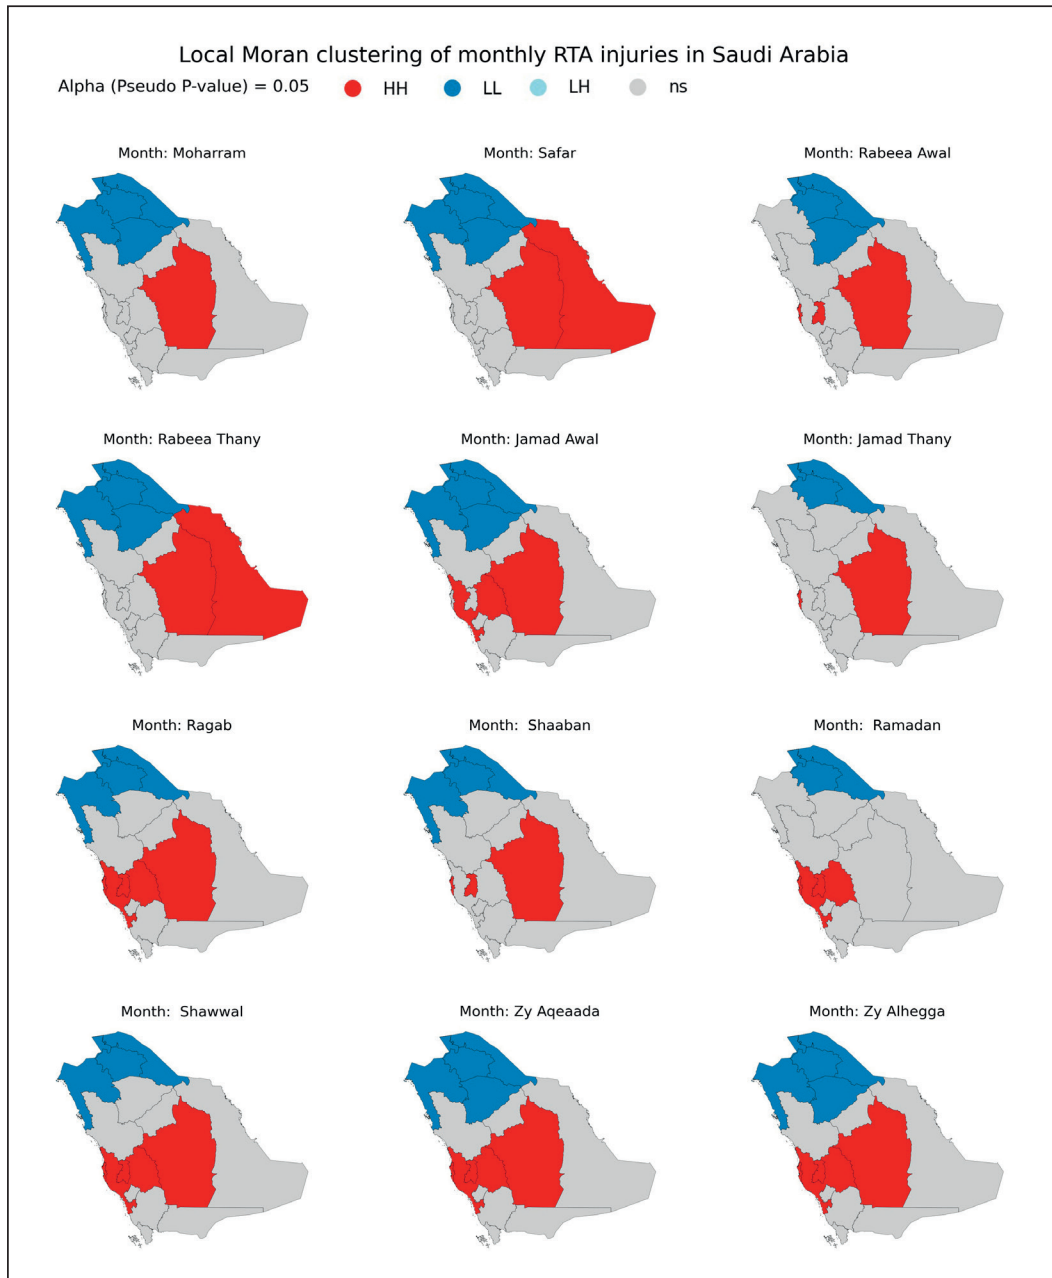 Local Moran clustering of monthly RTA injuries in Saudi Arabia
Alpha (Pseudo P-value) = 0.05 HH LL LH ns
Month: Moharram
Month: Safar
Month: Rabeea Awal
Month: Rabeea Thany
Month: Jamad Awal
Month: Jamad Thany
Month: Ragab
Month:  Shaaban
Month:  Ramadan
Month:  Shawwal
Month: Zy Aqeaada
Month: Zy Alhegga